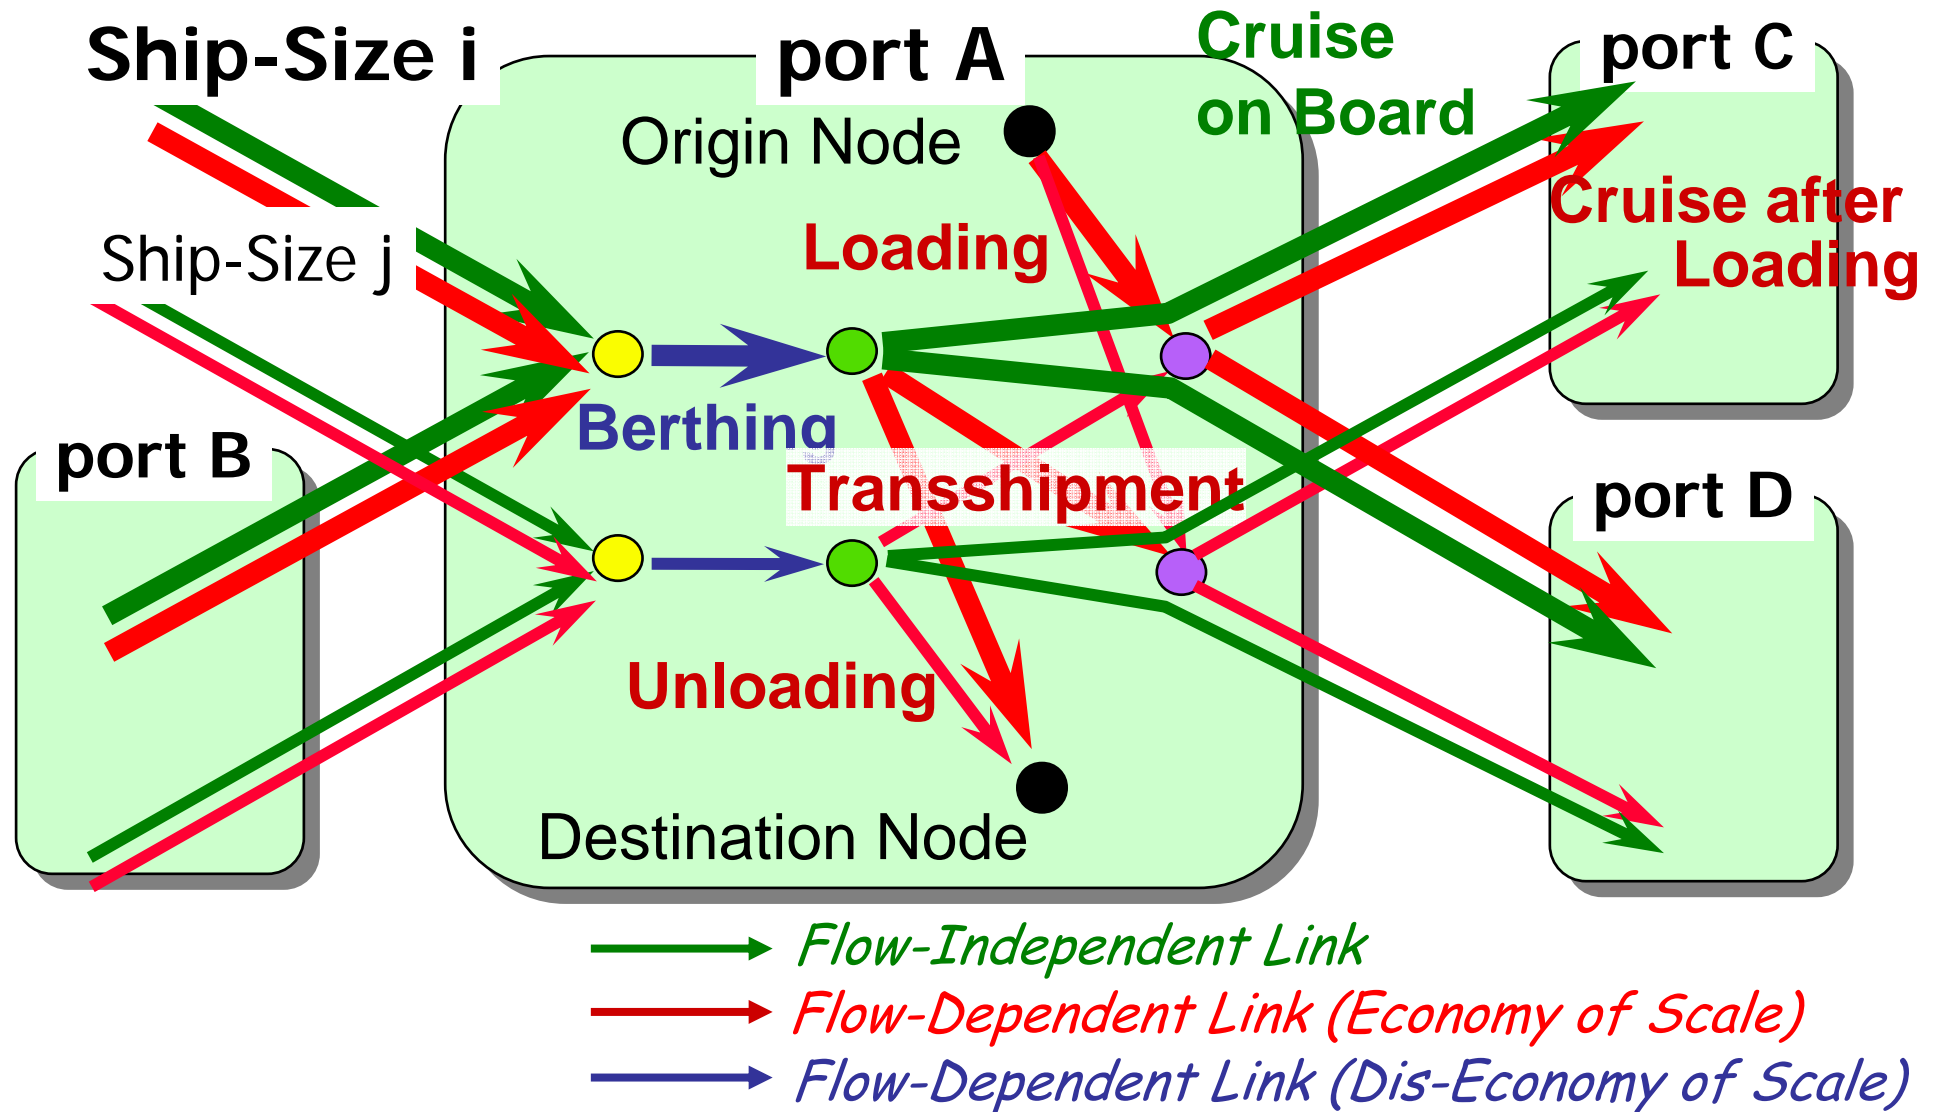 Ship-Size i
port A
Cruise
on Board
port C
Origin Node
Cruise after
Loading
Loading
Ship-Size j
Berthing
port B
Transshipment
port D
Unloading
Destination Node
Flow-Independent Link
Flow-Dependent Link (Economy of Scale)
Flow-Dependent Link (Dis-Economy of Scale)